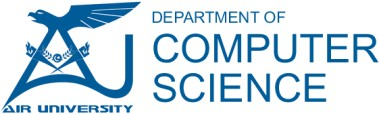 AIR UNIVERSITY
DEPARTMENT OF
COMPUTER
SCIENCE